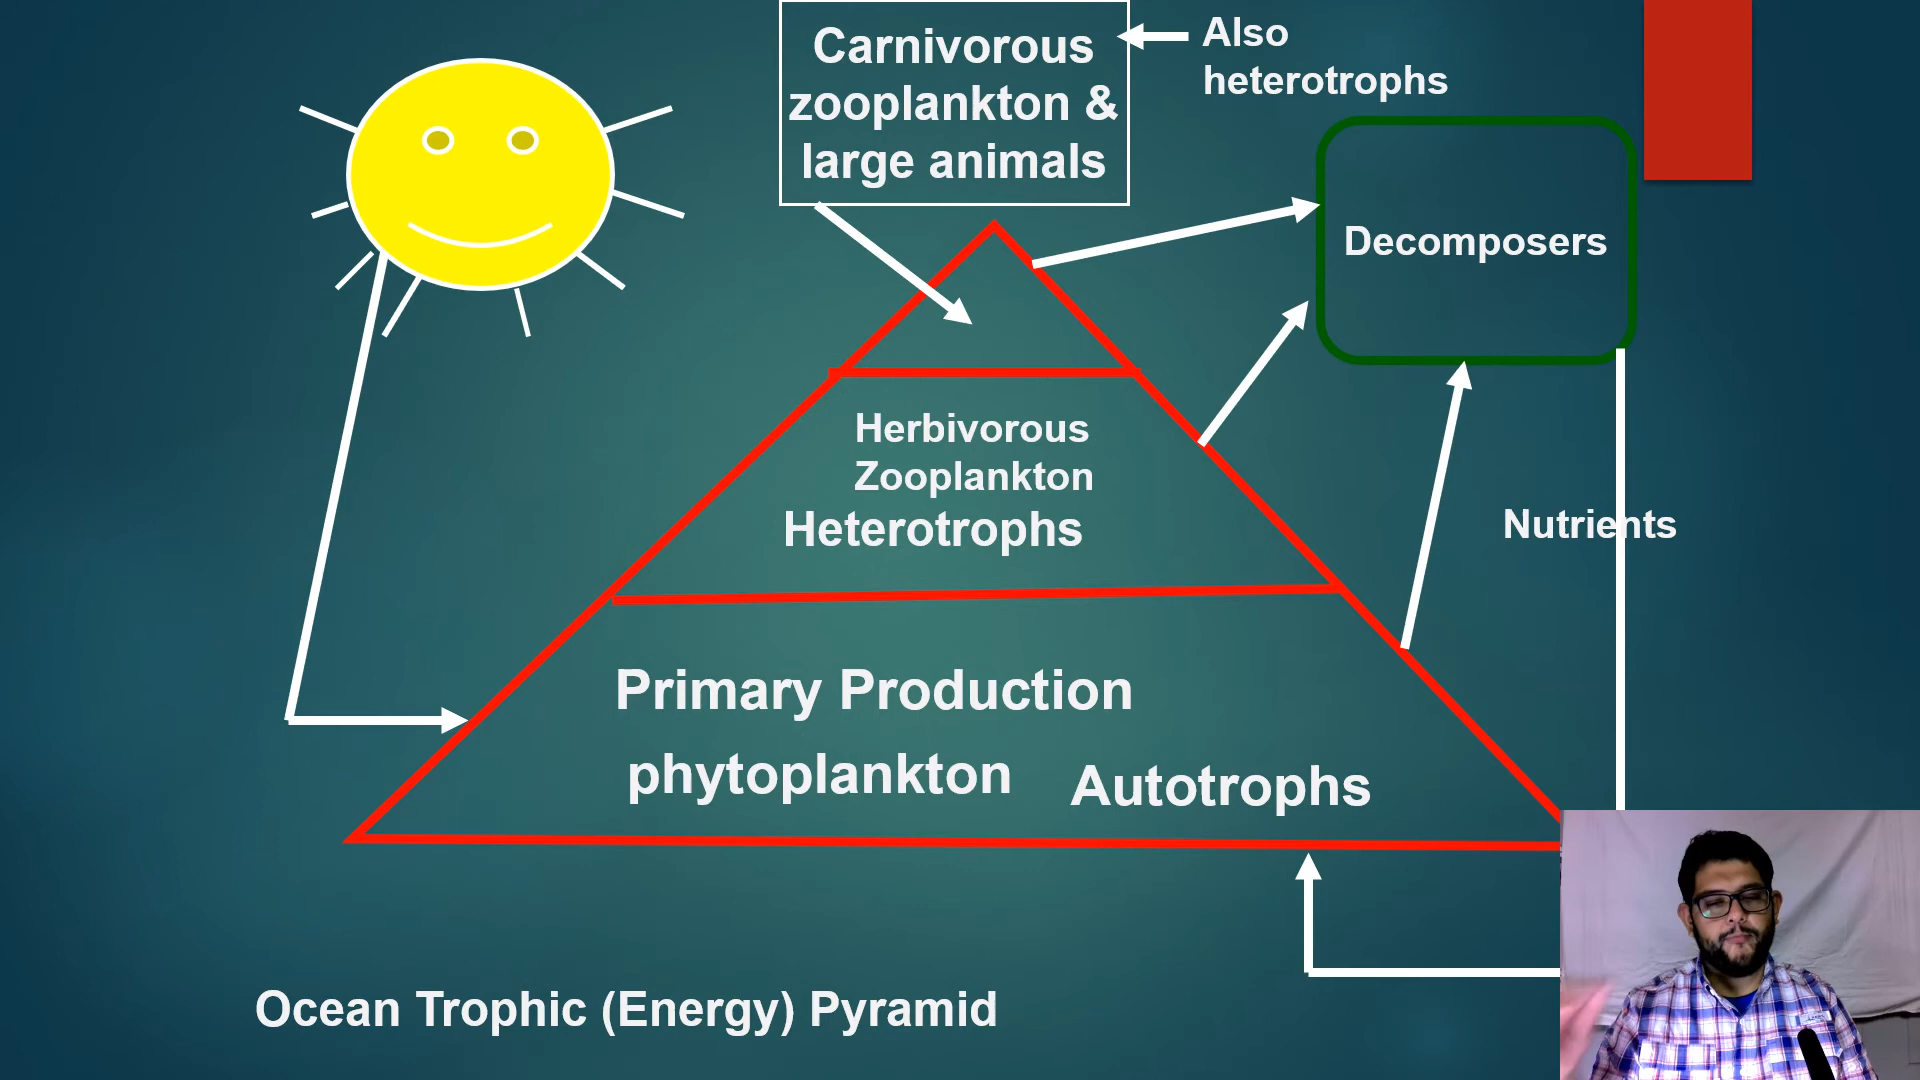 Carnivorous
zooplankton &
large animals
Also
heterotrophs
Decomposers
Herbivorous
Zooplankton
Heterotrophs
Nutrients
Primary Production
phytoplankton
Autotrophs
Ocean Trophic (Energy) Pyramid